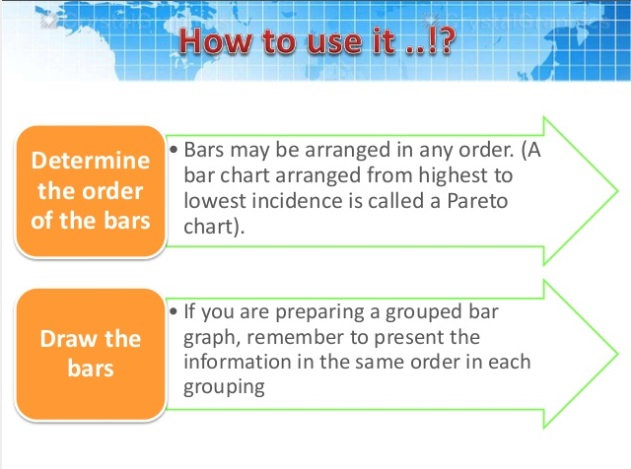 How to use it ..!?
Determine
the order
of the bars
• Bars may be arranged in any order. (A
bar chart arranged from highest to
lowest incidence is called a Pareto
chart).
Draw the
bars
• If you are preparing a grouped bar
graph, remember to present the
information in the same order in each
grouping